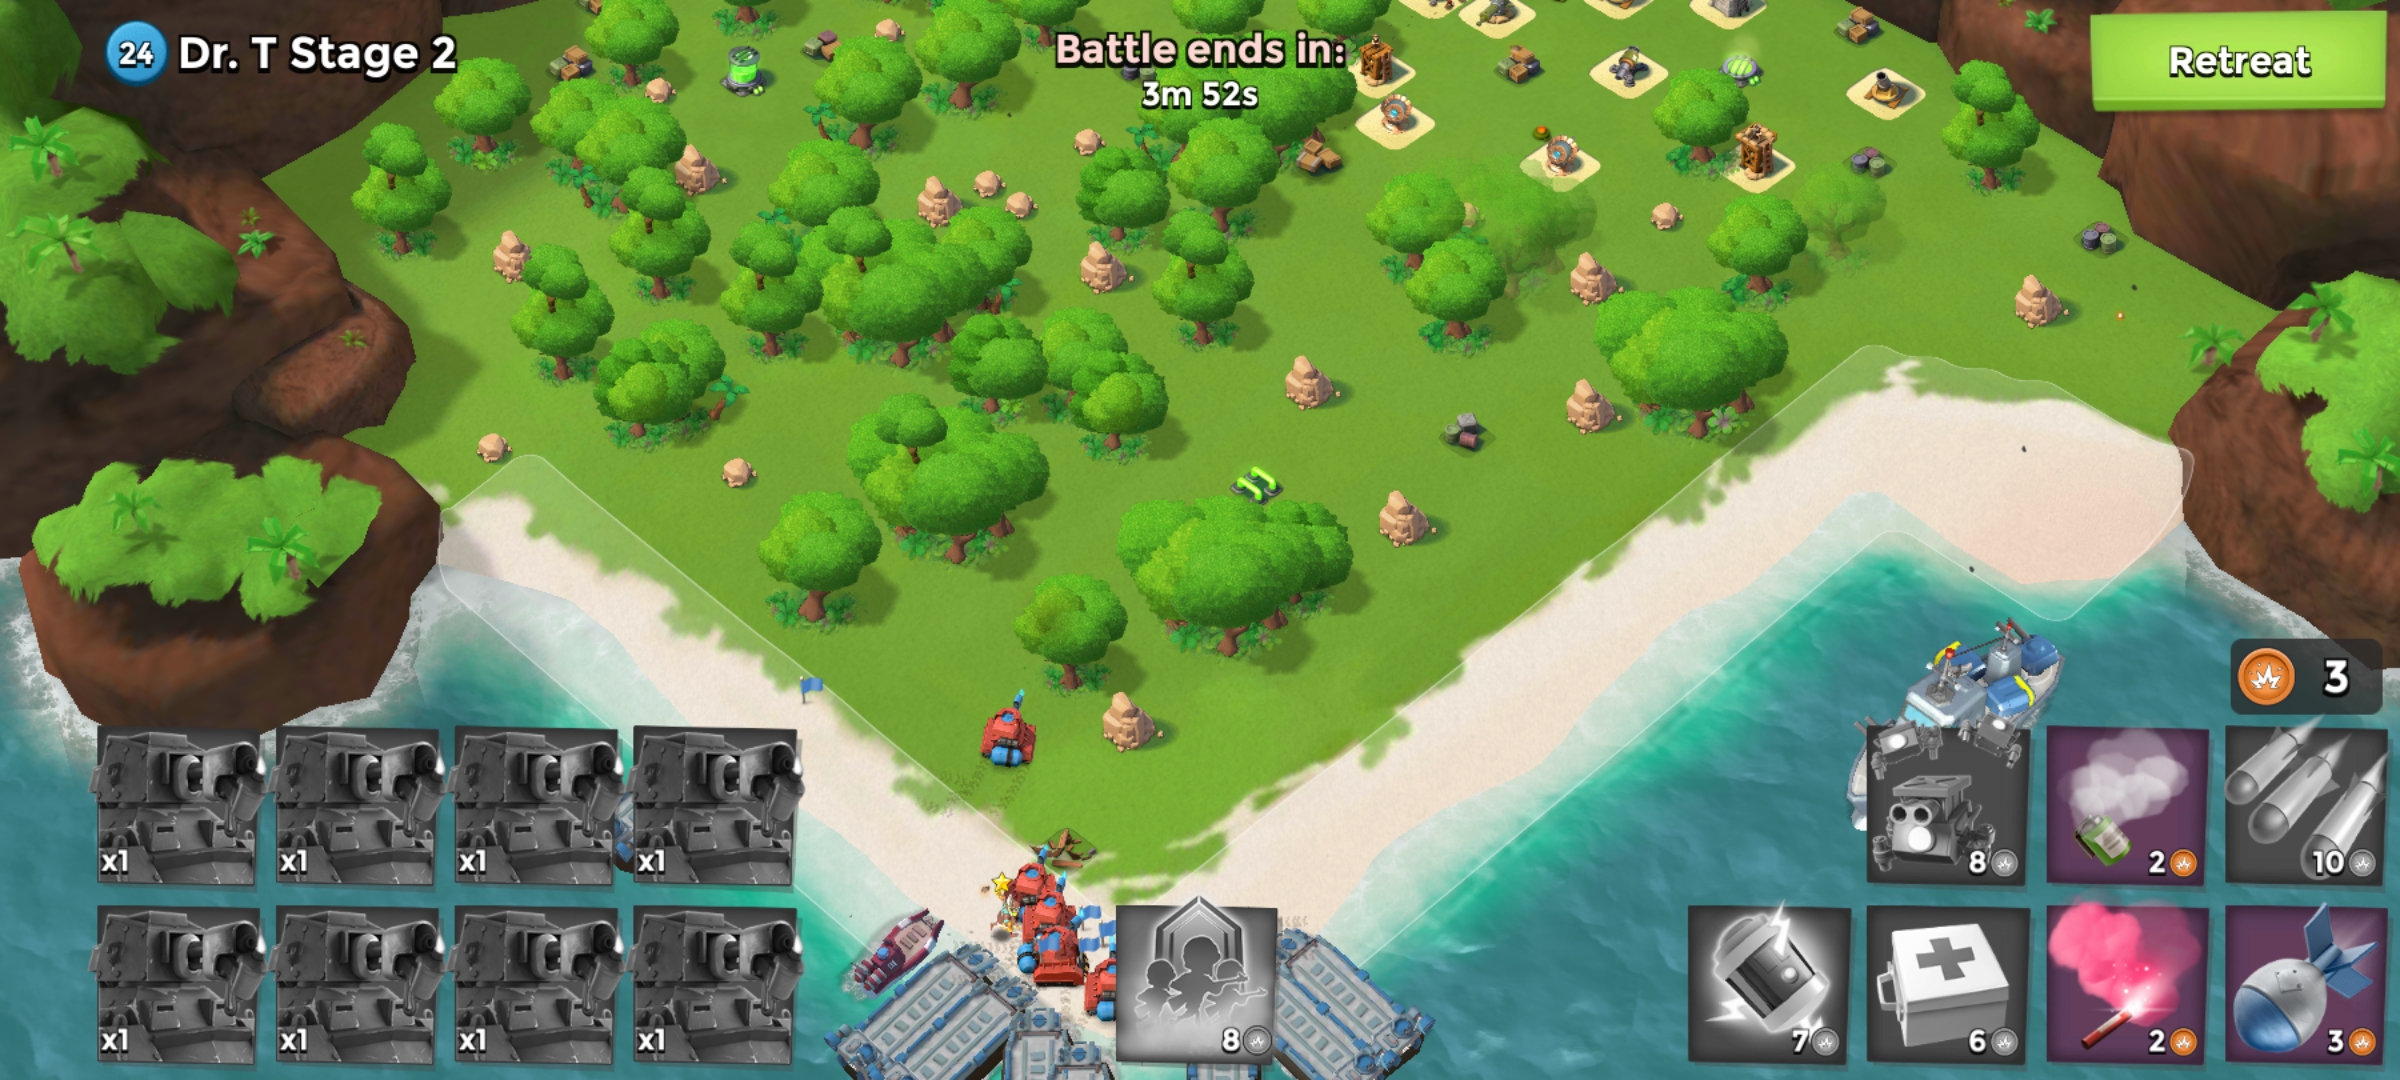 24 Dr. T Stage 2
Battle ends in:
3m 52s
Retreat
3
x1 x1 x1 x1
8 2 10
x1 x1 x1 x1
8 7 6 2 3